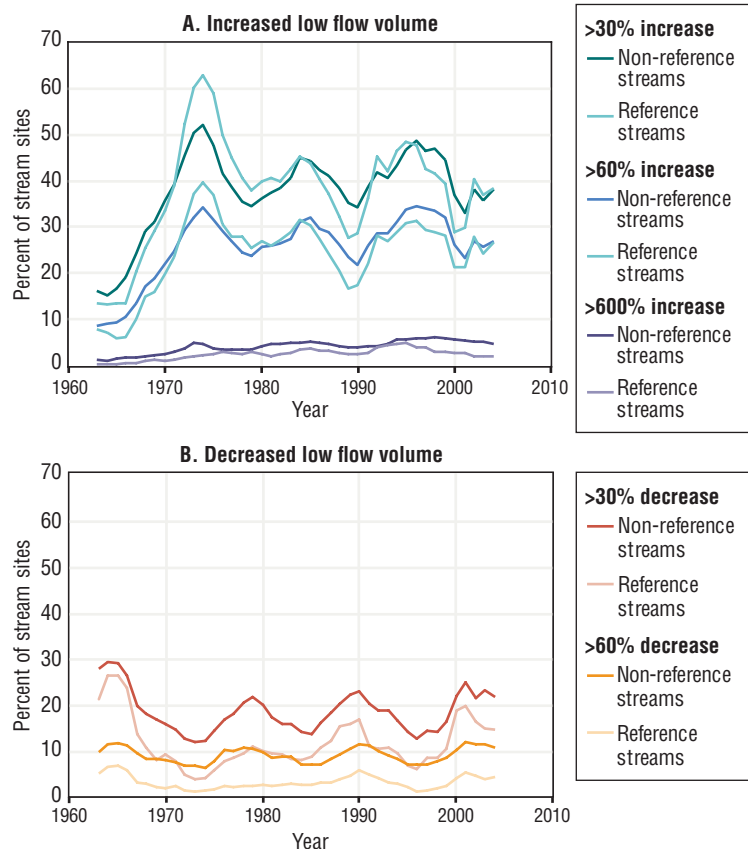 A. Increased low flow volume
Percent of stream sites
70
60
50
40
30
20
10
0
1960
1970
1980
1990
2000
2010
Year
>30% increase
Non-reference
streams
Reference
streams
>60% increase
Non-reference
streams
Reference
streams
>600% increase
Non-reference
streams
Reference
streams
B. Decreased low flow volume
Percent of stream sites
70
60
50
40
30
20
10
0
1960
1970
1980
1990
2000
2010
Year
>30% decrease
Non-reference
streams
Reference
streams
>60% decrease
Non-reference
streams
Reference
streams